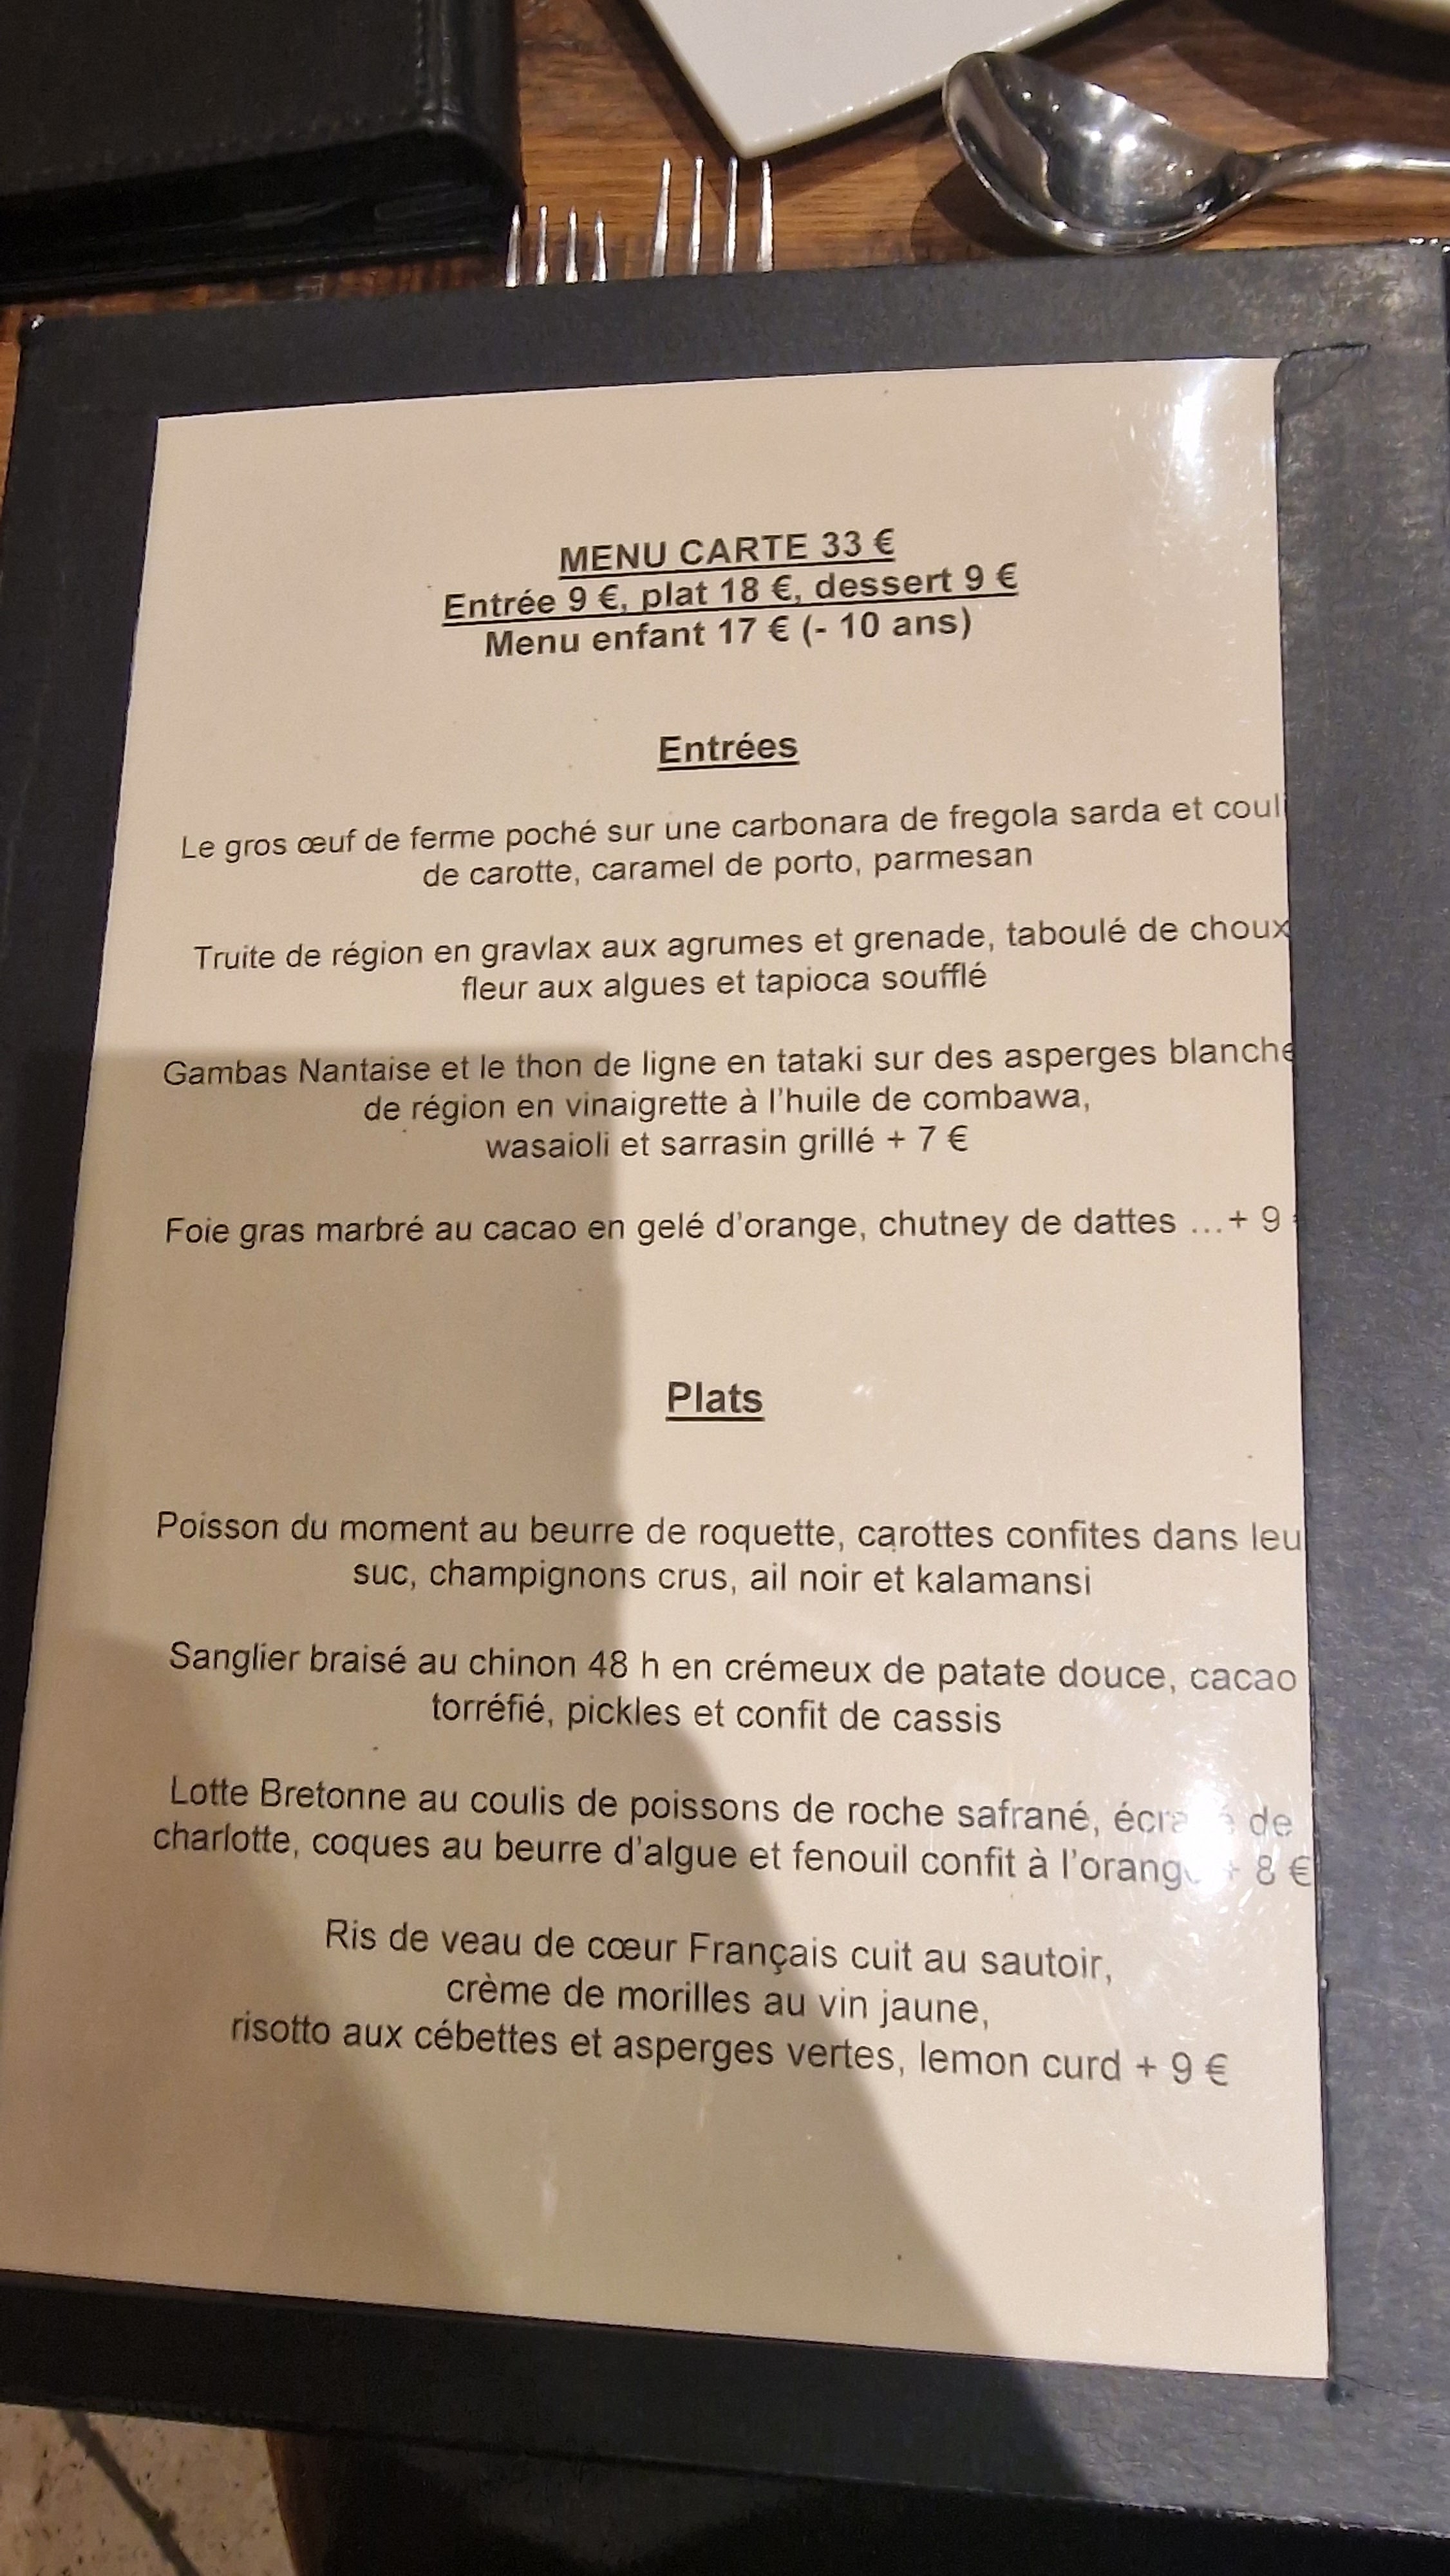 MENU CARTE 33 €
Entrée 9 €, plat 18 €, dessert 9 €
Menu enfant 17 € (- 10 ans)
Entrées
Le gros œuf de ferme poché sur une carbonara de fregola sarda et couli
de carotte, caramel de porto, parmesan
Truite de région en gravlax aux agrumes et grenade, taboulé de choux
fleur aux algues et tapioca soufflé
Gambas Nantaise et le thon de ligne en tataki sur des asperges blanche
de région en vinaigrette à l'huile de combawa,
wasaioli et sarrasin grillé + 7 €
Foie gras marbré au cacao en gelé d'orange, chutney de dattes ...+ 9
Plats
Poisson du moment au beurre de roquette, carottes confites dans leu
suc, champignons crus, ail noir et kalamansi
Sanglier braisé au chinon 48 h en crémeux de patate douce, cacao
torréfié, pickles et confit de cassis
Lotte Bretonne au coulis de poissons de roche safrané, de
charlotte, coques au beurre d'algue et fenouil confit à l'orange + 8 €
Ris de veau de cœur Français cuit au sautoir,
crème de morilles au vin jaune,
risotto aux cébettes et asperges vertes, lemon curd + 9 €